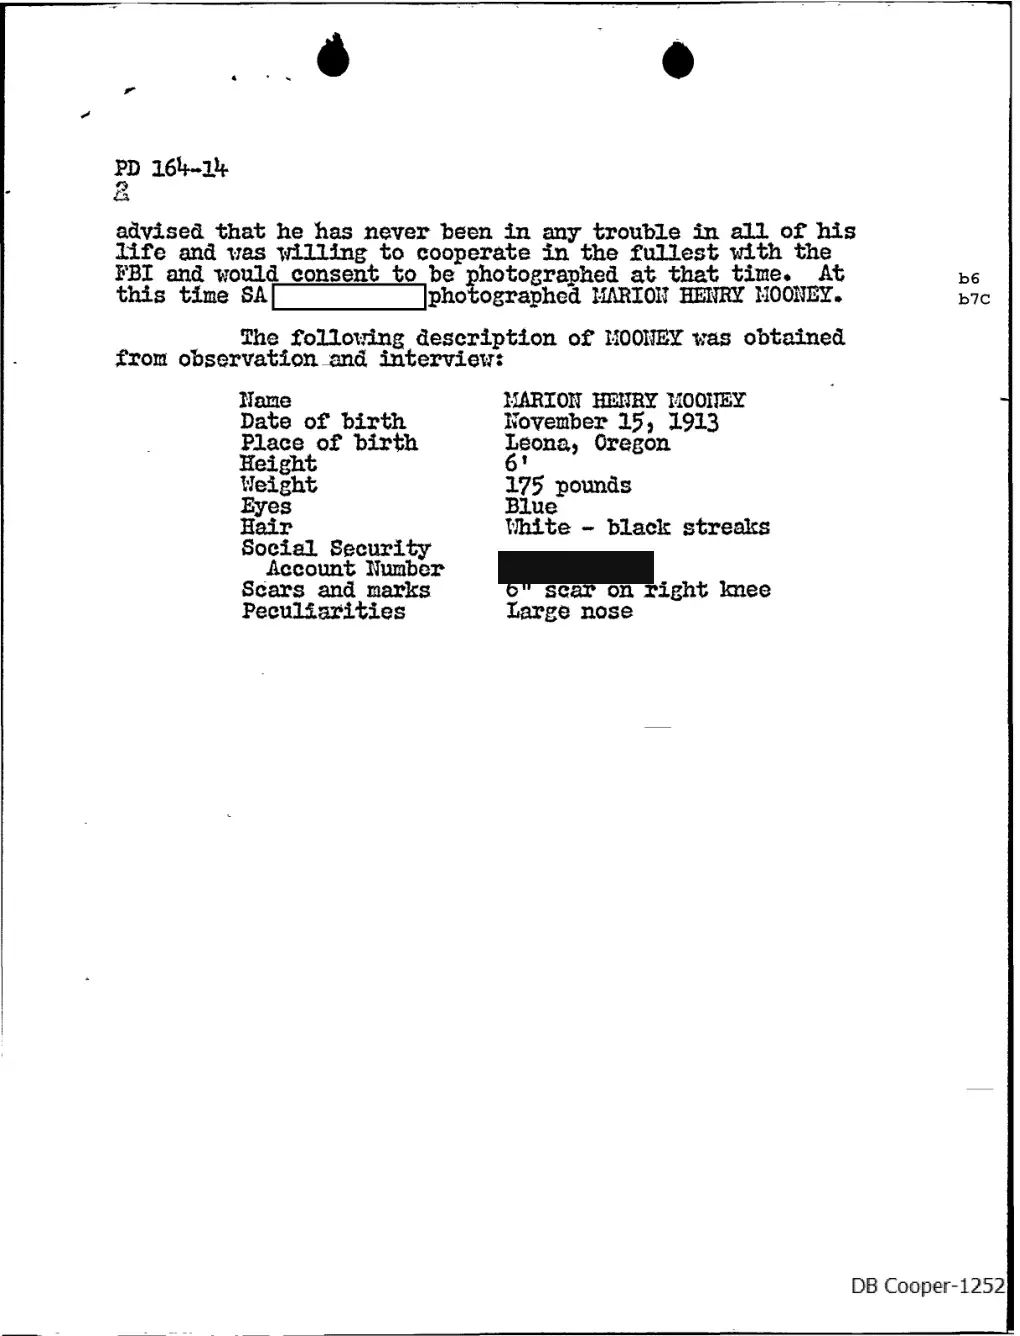 PD 164-14
2
advised that he has never been in any trouble in all of his
life and was willing to cooperate in the fullest with the
FBI and would consent to be photographed at that time. At
this time SA photographed MARION HENRY MOONEY.
b6
b7C
The following description of MOONEY was obtained
from observation and interview:
Name MARION HENRY MOONEY
Date of birth November 15, 1913
Place of birth Leona, Oregon
Height 6'
Weight 175 pounds
Eyes Blue
Hair White - black streaks
Social Security
Account Number
Scars and marks 6" scar on right knee
Peculiarities Large nose
DB Cooper-1252